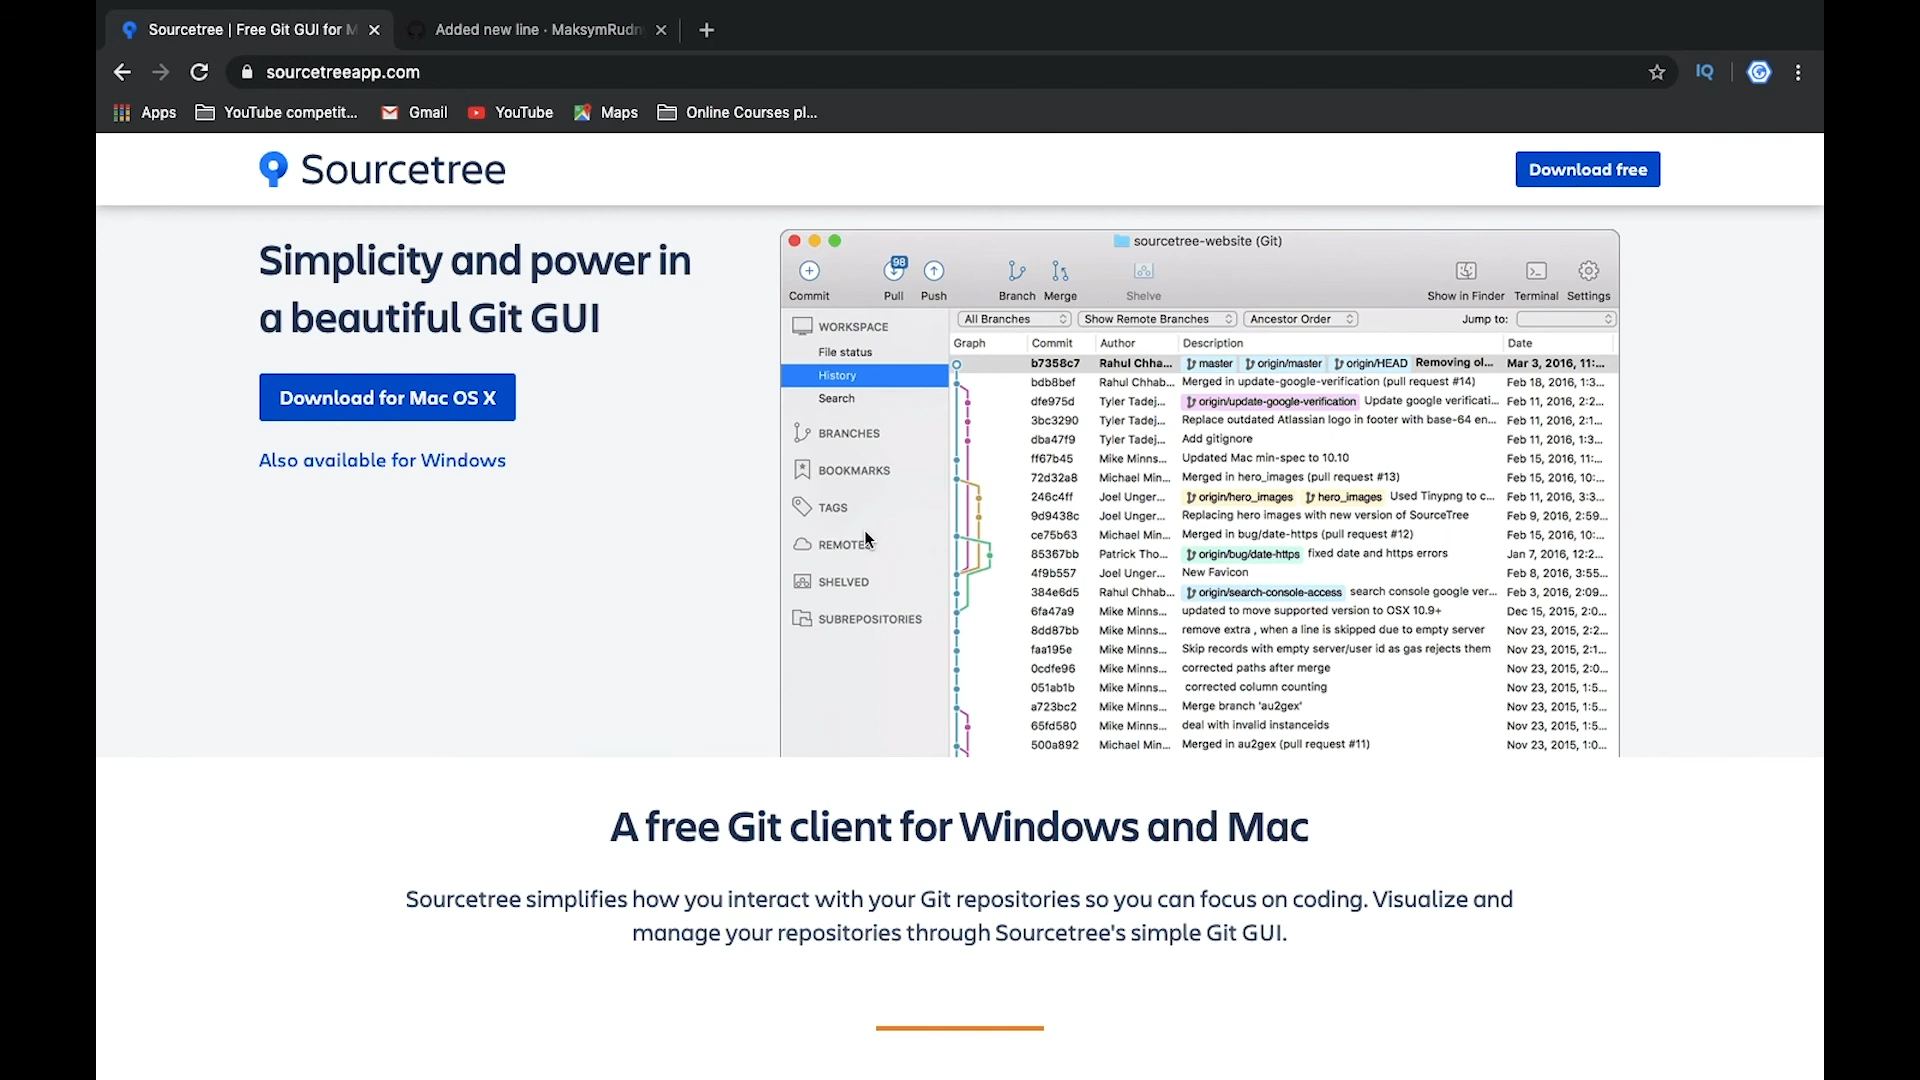 Sourcetree | Free Git GUI for M
Added new line · MaksymRudn
sourcetreeapp.com
IQ
Apps
YouTube competit...
Gmail
YouTube
Maps
Online Courses pl...
Sourcetree
Download free
Simplicity and power in
a beautiful Git GUI
Download for Mac OS X
Also available for Windows
sourcetree-website (Git)
98
Commit Pull Push Branch Merge Shelve Show in Finder Terminal Settings
WORKSPACE
File status
History
Search
BRANCHES
BOOKMARKS
TAGS
REMOTES
SHELVED
SUBREPOSITORIES
All Branches Show Remote Branches Ancestor Order Jump to:
Graph Commit Author Description Date
b7358c7 Rahul Chha... master origin/master origin/HEAD Removing ol... Mar 3, 2016, 11:...
bdb8bef Rahul Chhab... Merged in update-google-verification (pull request #14) Feb 18, 2016, 1:3...
dfe975d Tyler Tadej... origin/update-google-verification Update google verificati... Feb 11, 2016, 2:2...
3bc3290 Tyler Tadej... Replace outdated Atlassian logo in footer with base-64 en... Feb 11, 2016, 2:1...
dba47f9 Tyler Tadej... Add gitignore Feb 11, 2016, 1:3...
ff67b45 Mike Minns... Updated Mac min-spec to 10.10 Feb 15, 2016, 11:...
72d32a8 Michael Min... Merged in hero_images (pull request #13) Feb 15, 2016, 10:...
246c4ff Joel Unger... origin/hero_images hero_images Used Tinypng to c... Feb 11, 2016, 3:3...
9d9438c Joel Unger... Replacing hero images with new version of SourceTree Feb 9, 2016, 2:59...
ce75b63 Michael Min... Merged in bug/date-https (pull request #12) Feb 15, 2016, 10:...
85367bb Patrick Tho... origin/bug/date-https fixed date and https errors Jan 7, 2016, 12:2...
4f9b557 Joel Unger... New Favicon Feb 8, 2016, 3:55...
384e6d5 Rahul Chhab... origin/search-console-access search console google ver... Feb 3, 2016, 2:09...
6fa47a9 Mike Minns... updated to move supported version to OSX 10.9+ Dec 15, 2015, 2:0...
8dd87bb Mike Minns... remove extra , when a line is skipped due to empty server Nov 23, 2015, 2:2...
faa195e Mike Minns... Skip records with empty server/user id as gas rejects them Nov 23, 2015, 2:1...
0cdfe96 Mike Minns... corrected paths after merge Nov 23, 2015, 2:0...
051ab1b Mike Minns... corrected column counting Nov 23, 2015, 1:5...
a723bc2 Mike Minns... Merge branch 'au2gex' Nov 23, 2015, 1:5...
65fd580 Mike Minns... deal with invalid instanceids Nov 23, 2015, 1:5...
500a892 Michael Min... Merged in au2gex (pull request #11) Nov 23, 2015, 1:0...
A free Git client for Windows and Mac
Sourcetree simplifies how you interact with your Git repositories so you can focus on coding. Visualize and
manage your repositories through Sourcetree's simple Git GUI.